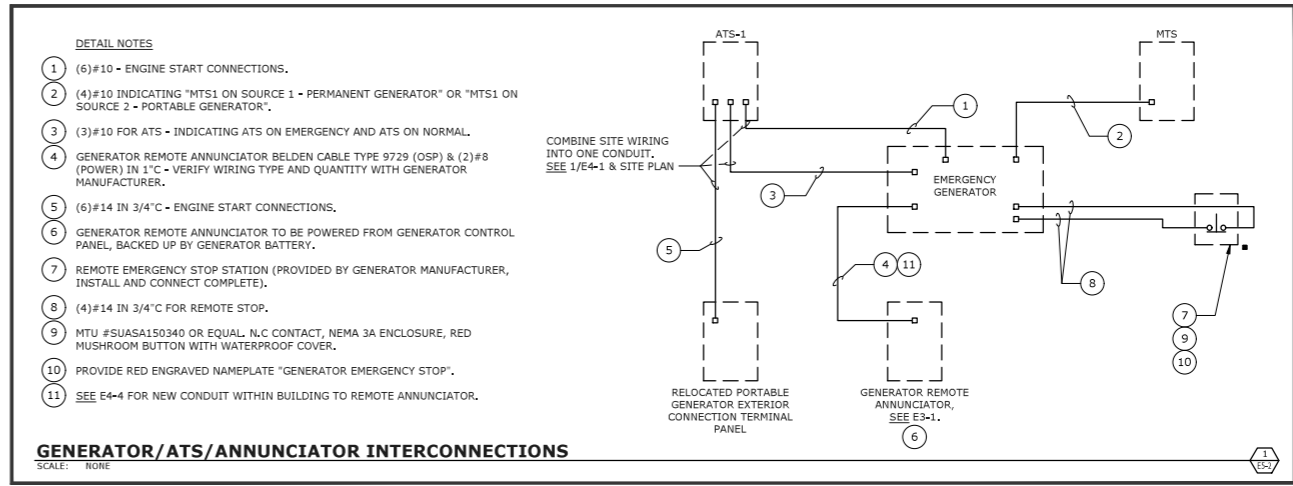 DETAIL NOTES
1 (6)#10 - ENGINE START CONNECTIONS.
2 (4)#10 INDICATING "MTS1 ON SOURCE 1 - PERMANENT GENERATOR" OR "MTS1 ON
SOURCE 2 - PORTABLE GENERATOR".
3 (3)#10 FOR ATS - INDICATING ATS ON EMERGENCY AND ATS ON NORMAL.
4 GENERATOR REMOTE ANNUNCIATOR BELDEN CABLE TYPE 9729 (OSP) & (2)#8
(POWER) IN 1"C - VERIFY WIRING TYPE AND QUANTITY WITH GENERATOR
MANUFACTURER.
5 (6)#14 IN 3/4"C - ENGINE START CONNECTIONS.
6 GENERATOR REMOTE ANNUNCIATOR TO BE POWERED FROM GENERATOR CONTROL
PANEL, BACKED UP BY GENERATOR BATTERY.
7 REMOTE EMERGENCY STOP STATION (PROVIDED BY GENERATOR MANUFACTURER,
INSTALL AND CONNECT COMPLETE).
8 (4)#14 IN 3/4"C FOR REMOTE STOP.
9 MTU #SUASA150340 OR EQUAL. N.C CONTACT, NEMA 3A ENCLOSURE, RED
MUSHROOM BUTTON WITH WATERPROOF COVER.
10 PROVIDE RED ENGRAVED NAMEPLATE "GENERATOR EMERGENCY STOP".
11 SEE E4-4 FOR NEW CONDUIT WITHIN BUILDING TO REMOTE ANNUNCIATOR.
ATS-1
MTS
1
2
COMBINE SITE WIRING
INTO ONE CONDUIT.
SEE 1/E4-1 & SITE PLAN
EMERGENCY
GENERATOR
3
5
4 11
8
7
9
10
RELOCATED PORTABLE
GENERATOR EXTERIOR
CONNECTION TERMINAL
PANEL
GENERATOR REMOTE
ANNUNCIATOR,
SEE E3-1.
6
GENERATOR/ATS/ANNUNCIATOR INTERCONNECTIONS
SCALE: NONE
1
E5-2